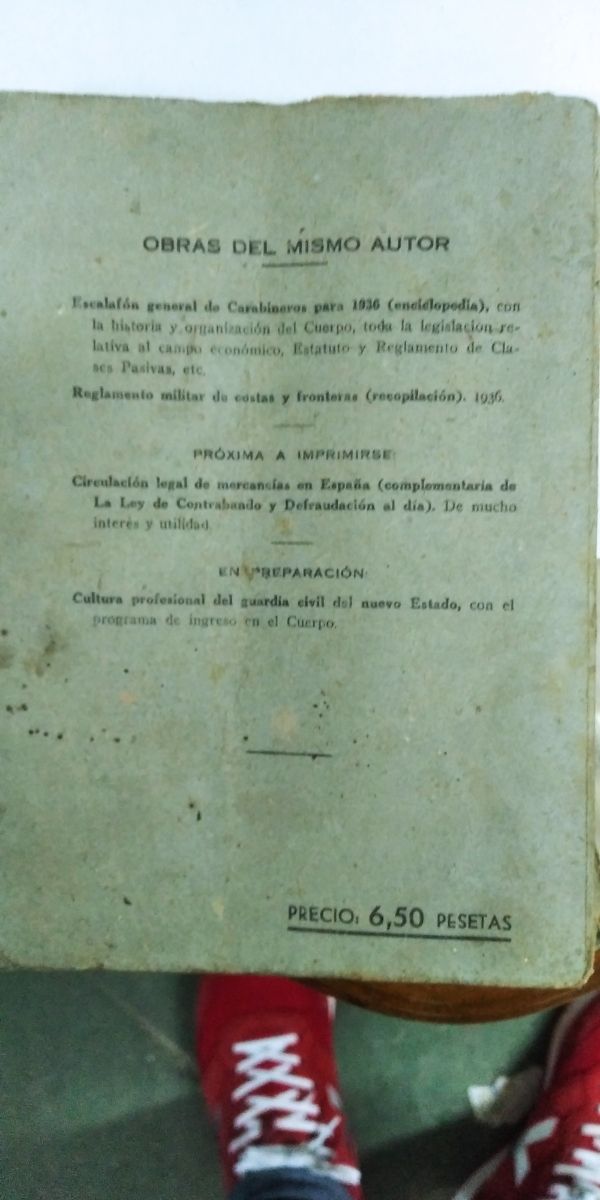 OBRAS DEL MISMO AUTOR
Escalafón general de Carabineros para 1936 (enciclopedia), con
la historia y organización del Cuerpo, toda la legislación re-
lativa al campo económico, Estatuto y Reglamento de Cla-
ses Pasivas, etc.
Reglamento militar de costas y fronteras (recopilación). 1936.
PRÓXIMA A IMPRIMIRSE:
Circulación legal de mercancías en España (complementaria de
La Ley de Contrabando y Defraudación al día). De mucho
interés y utilidad.
EN PREPARACIÓN:
Cultura profesional del guardia civil del nuevo Estado, con el
programa de ingreso en el Cuerpo.
PRECIO: 6,50 PESETAS